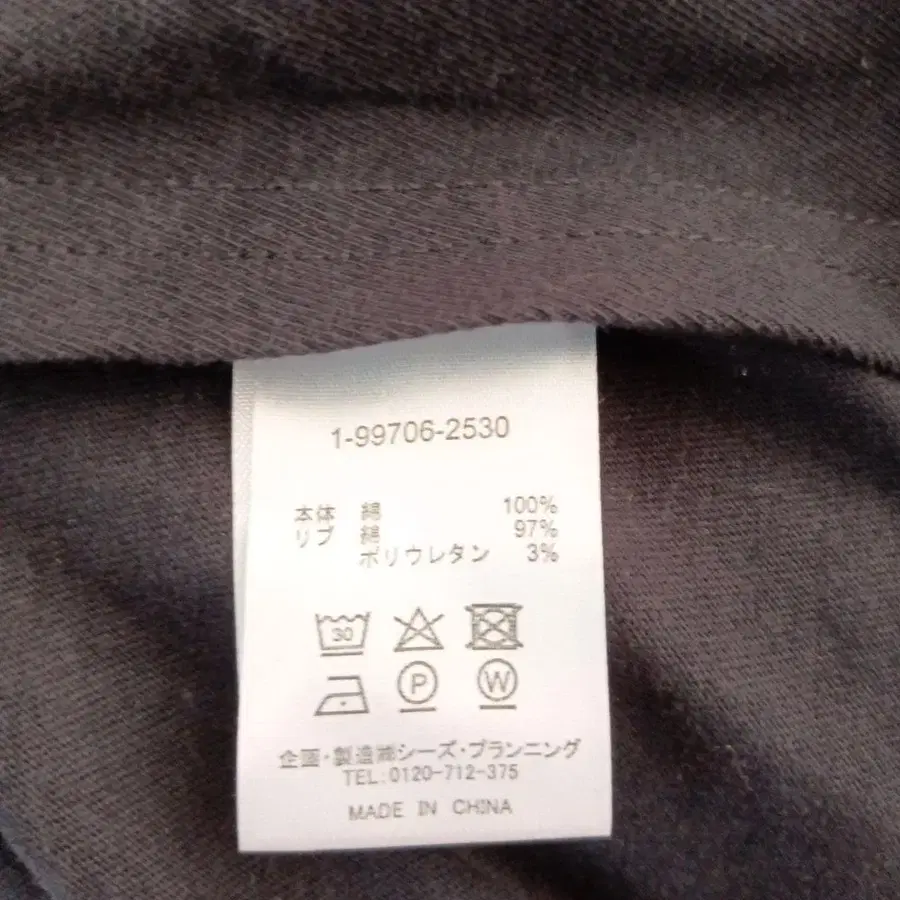 1-99706-2530
本体 綿 100%
リブ 綿 97%
ポリウレタン 3%
30
P W
企画・製造㈱シーズ・プランニング
TEL:0120-712-375
MADE IN CHINA